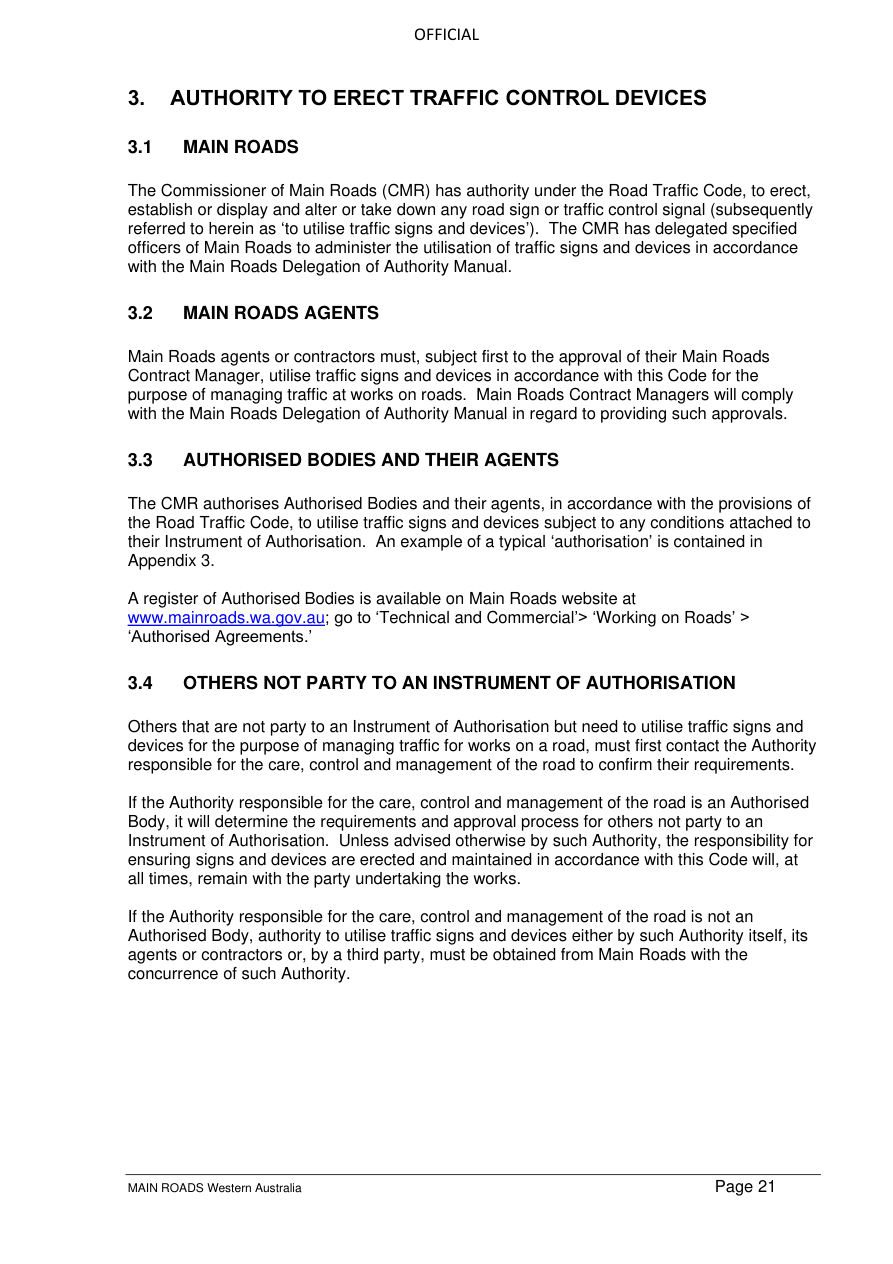 OFFICIAL
3. AUTHORITY TO ERECT TRAFFIC CONTROL DEVICES
3.1 MAIN ROADS
The Commissioner of Main Roads (CMR) has authority under the Road Traffic Code, to erect,
establish or display and alter or take down any road sign or traffic control signal (subsequently
referred to herein as ‘to utilise traffic signs and devices’). The CMR has delegated specified
officers of Main Roads to administer the utilisation of traffic signs and devices in accordance
with the Main Roads Delegation of Authority Manual.
3.2 MAIN ROADS AGENTS
Main Roads agents or contractors must, subject first to the approval of their Main Roads
Contract Manager, utilise traffic signs and devices in accordance with this Code for the
purpose of managing traffic at works on roads. Main Roads Contract Managers will comply
with the Main Roads Delegation of Authority Manual in regard to providing such approvals.
3.3 AUTHORISED BODIES AND THEIR AGENTS
The CMR authorises Authorised Bodies and their agents, in accordance with the provisions of
the Road Traffic Code, to utilise traffic signs and devices subject to any conditions attached to
their Instrument of Authorisation. An example of a typical ‘authorisation’ is contained in
Appendix 3.
A register of Authorised Bodies is available on Main Roads website at
www.mainroads.wa.gov.au; go to ‘Technical and Commercial’> ‘Working on Roads’ >
‘Authorised Agreements.’
3.4 OTHERS NOT PARTY TO AN INSTRUMENT OF AUTHORISATION
Others that are not party to an Instrument of Authorisation but need to utilise traffic signs and
devices for the purpose of managing traffic for works on a road, must first contact the Authority
responsible for the care, control and management of the road to confirm their requirements.
If the Authority responsible for the care, control and management of the road is an Authorised
Body, it will determine the requirements and approval process for others not party to an
Instrument of Authorisation. Unless advised otherwise by such Authority, the responsibility for
ensuring signs and devices are erected and maintained in accordance with this Code will, at
all times, remain with the party undertaking the works.
If the Authority responsible for the care, control and management of the road is not an
Authorised Body, authority to utilise traffic signs and devices either by such Authority itself, its
agents or contractors or, by a third party, must be obtained from Main Roads with the
concurrence of such Authority.
MAIN ROADS Western Australia Page 21